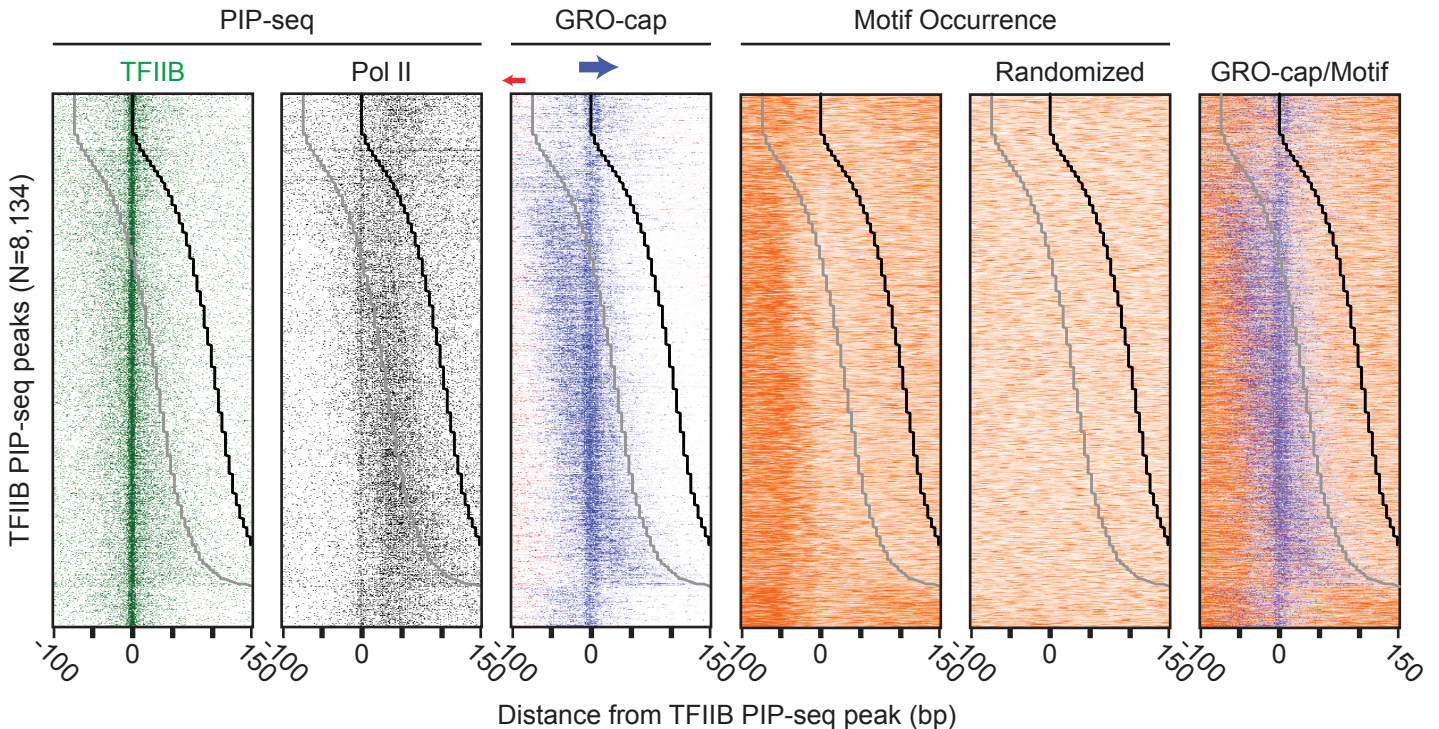 PIP-seq GRO-cap Motif Occurrence
TFIIB Pol II Randomized GRO-cap/Motif
TFIIB PIP-seq peaks (N=8,134)
-100 0 150 -100 0 150 -100 0 150 -100 0 150 -100 0 150 -100 0 150
Distance from TFIIB PIP-seq peak (bp)